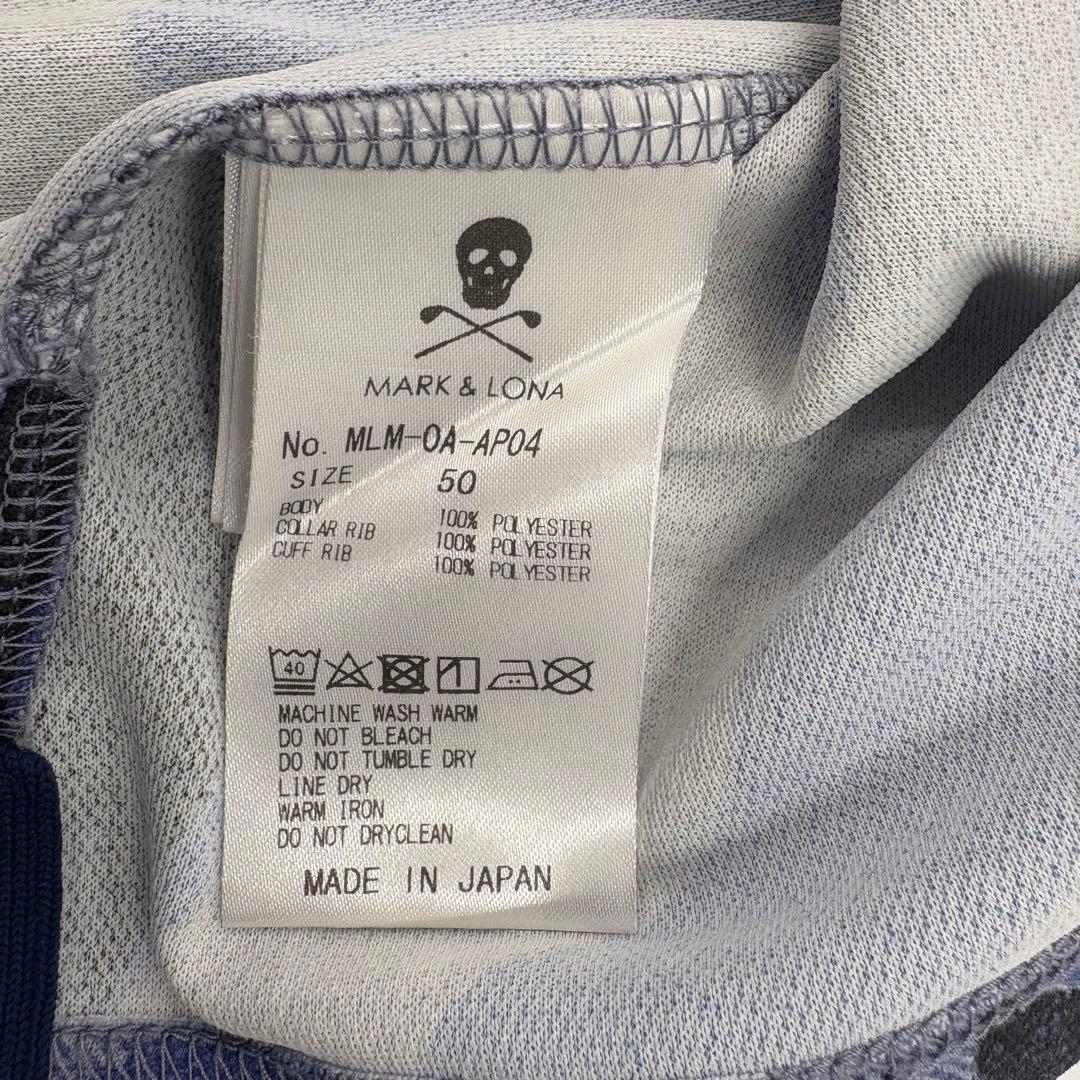 MARK & LONA
No. MLM-OA-AP04
SIZE 50
BODY 100% POLYESTER
COLLAR RIB 100% POLYESTER
CUFF RIB 100% POLYESTER
40
MACHINE WASH WARM
DO NOT BLEACH
DO NOT TUMBLE DRY
LINE DRY
WARM IRON
DO NOT DRYCLEAN
MADE IN JAPAN